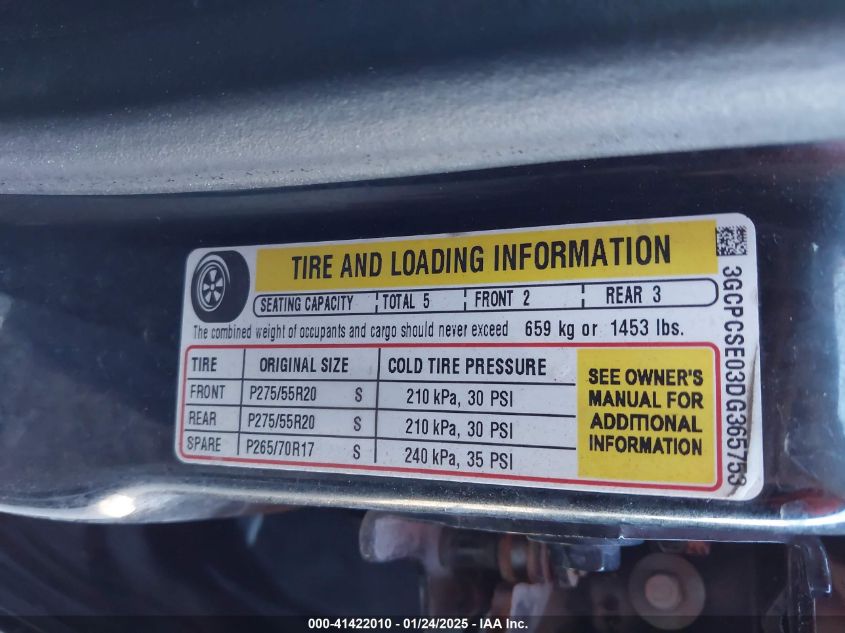 TIRE AND LOADING INFORMATION
SEATING CAPACITY TOTAL 5 FRONT 2 REAR 3
The combined weight of occupants and cargo should never exceed 659 kg or 1453 lbs.
TIRE ORIGINAL SIZE COLD TIRE PRESSURE
FRONT P275/55R20 S 210 kPa, 30 PSI
REAR P275/55R20 S 210 kPa, 30 PSI
SPARE P265/70R17 S 240 kPa, 35 PSI
SEE OWNER'S
MANUAL FOR
ADDITIONAL
INFORMATION
3GCPCSE03DG365753
000-41422010 - 01/24/2025 - IAA Inc.